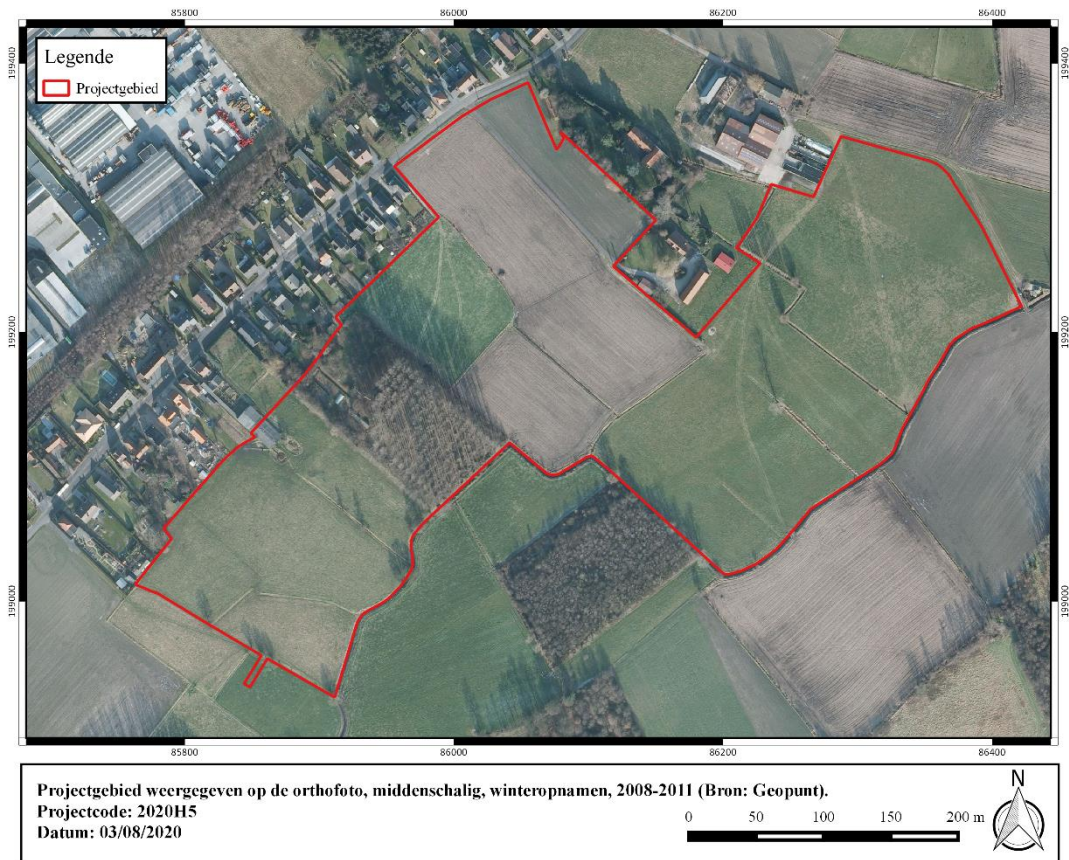 85800 86000 86200 86400
Legende
Projectgebied
199400 199400
199200 199200
199000 199000
85800 86000 86200 86400
Projectgebied weergegeven op de orthofoto, middenschalig, winteropnamen, 2008-2011 (Bron: Geopunt).
Projectcode: 2020H5
Datum: 03/08/2020
0 50 100 150 200 m
N